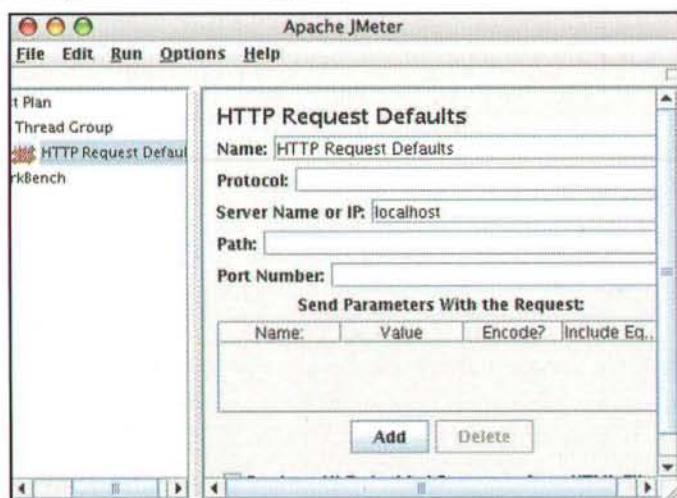 Apache JMeter
File Edit Run Options Help
t Plan
Thread Group
HTTP Request Defaul
rkBench
HTTP Request Defaults
Name: HTTP Request Defaults
Protocol:
Server Name or IP: localhost
Path:
Port Number:
Send Parameters With the Request:
Name: Value Encode? Include Eq..
Add Delete